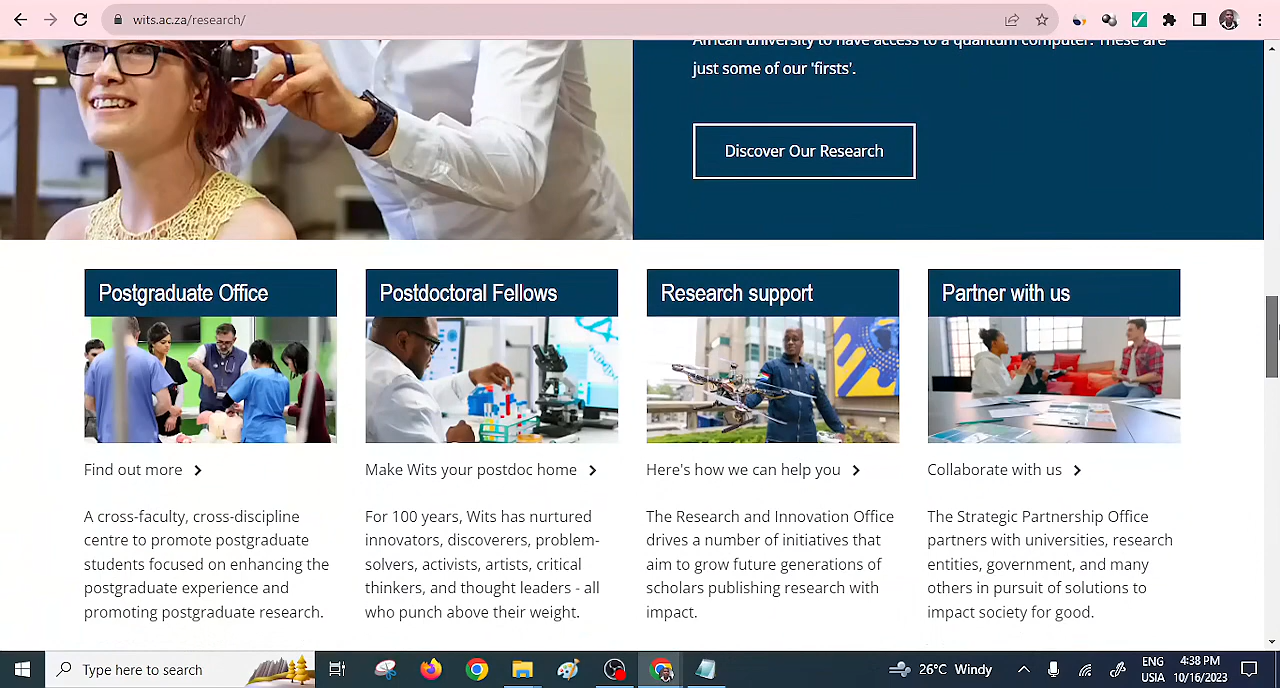 wits.ac.za/research/
African university to have access to a quantum computer. These are
just some of our 'firsts'.
Discover Our Research
Postgraduate Office
Postdoctoral Fellows
Research support
Partner with us
Find out more
Make Wits your postdoc home
Here's how we can help you
Collaborate with us
A cross-faculty, cross-discipline
centre to promote postgraduate
students focused on enhancing the
postgraduate experience and
promoting postgraduate research.
For 100 years, Wits has nurtured
innovators, discoverers, problem-
solvers, activists, artists, critical
thinkers, and thought leaders - all
who punch above their weight.
The Research and Innovation Office
drives a number of initiatives that
aim to grow future generations of
scholars publishing research with
impact.
The Strategic Partnership Office
partners with universities, research
entities, government, and many
others in pursuit of solutions to
impact society for good.
Type here to search
26°C Windy
ENG
USIA
4:38 PM
10/16/2023